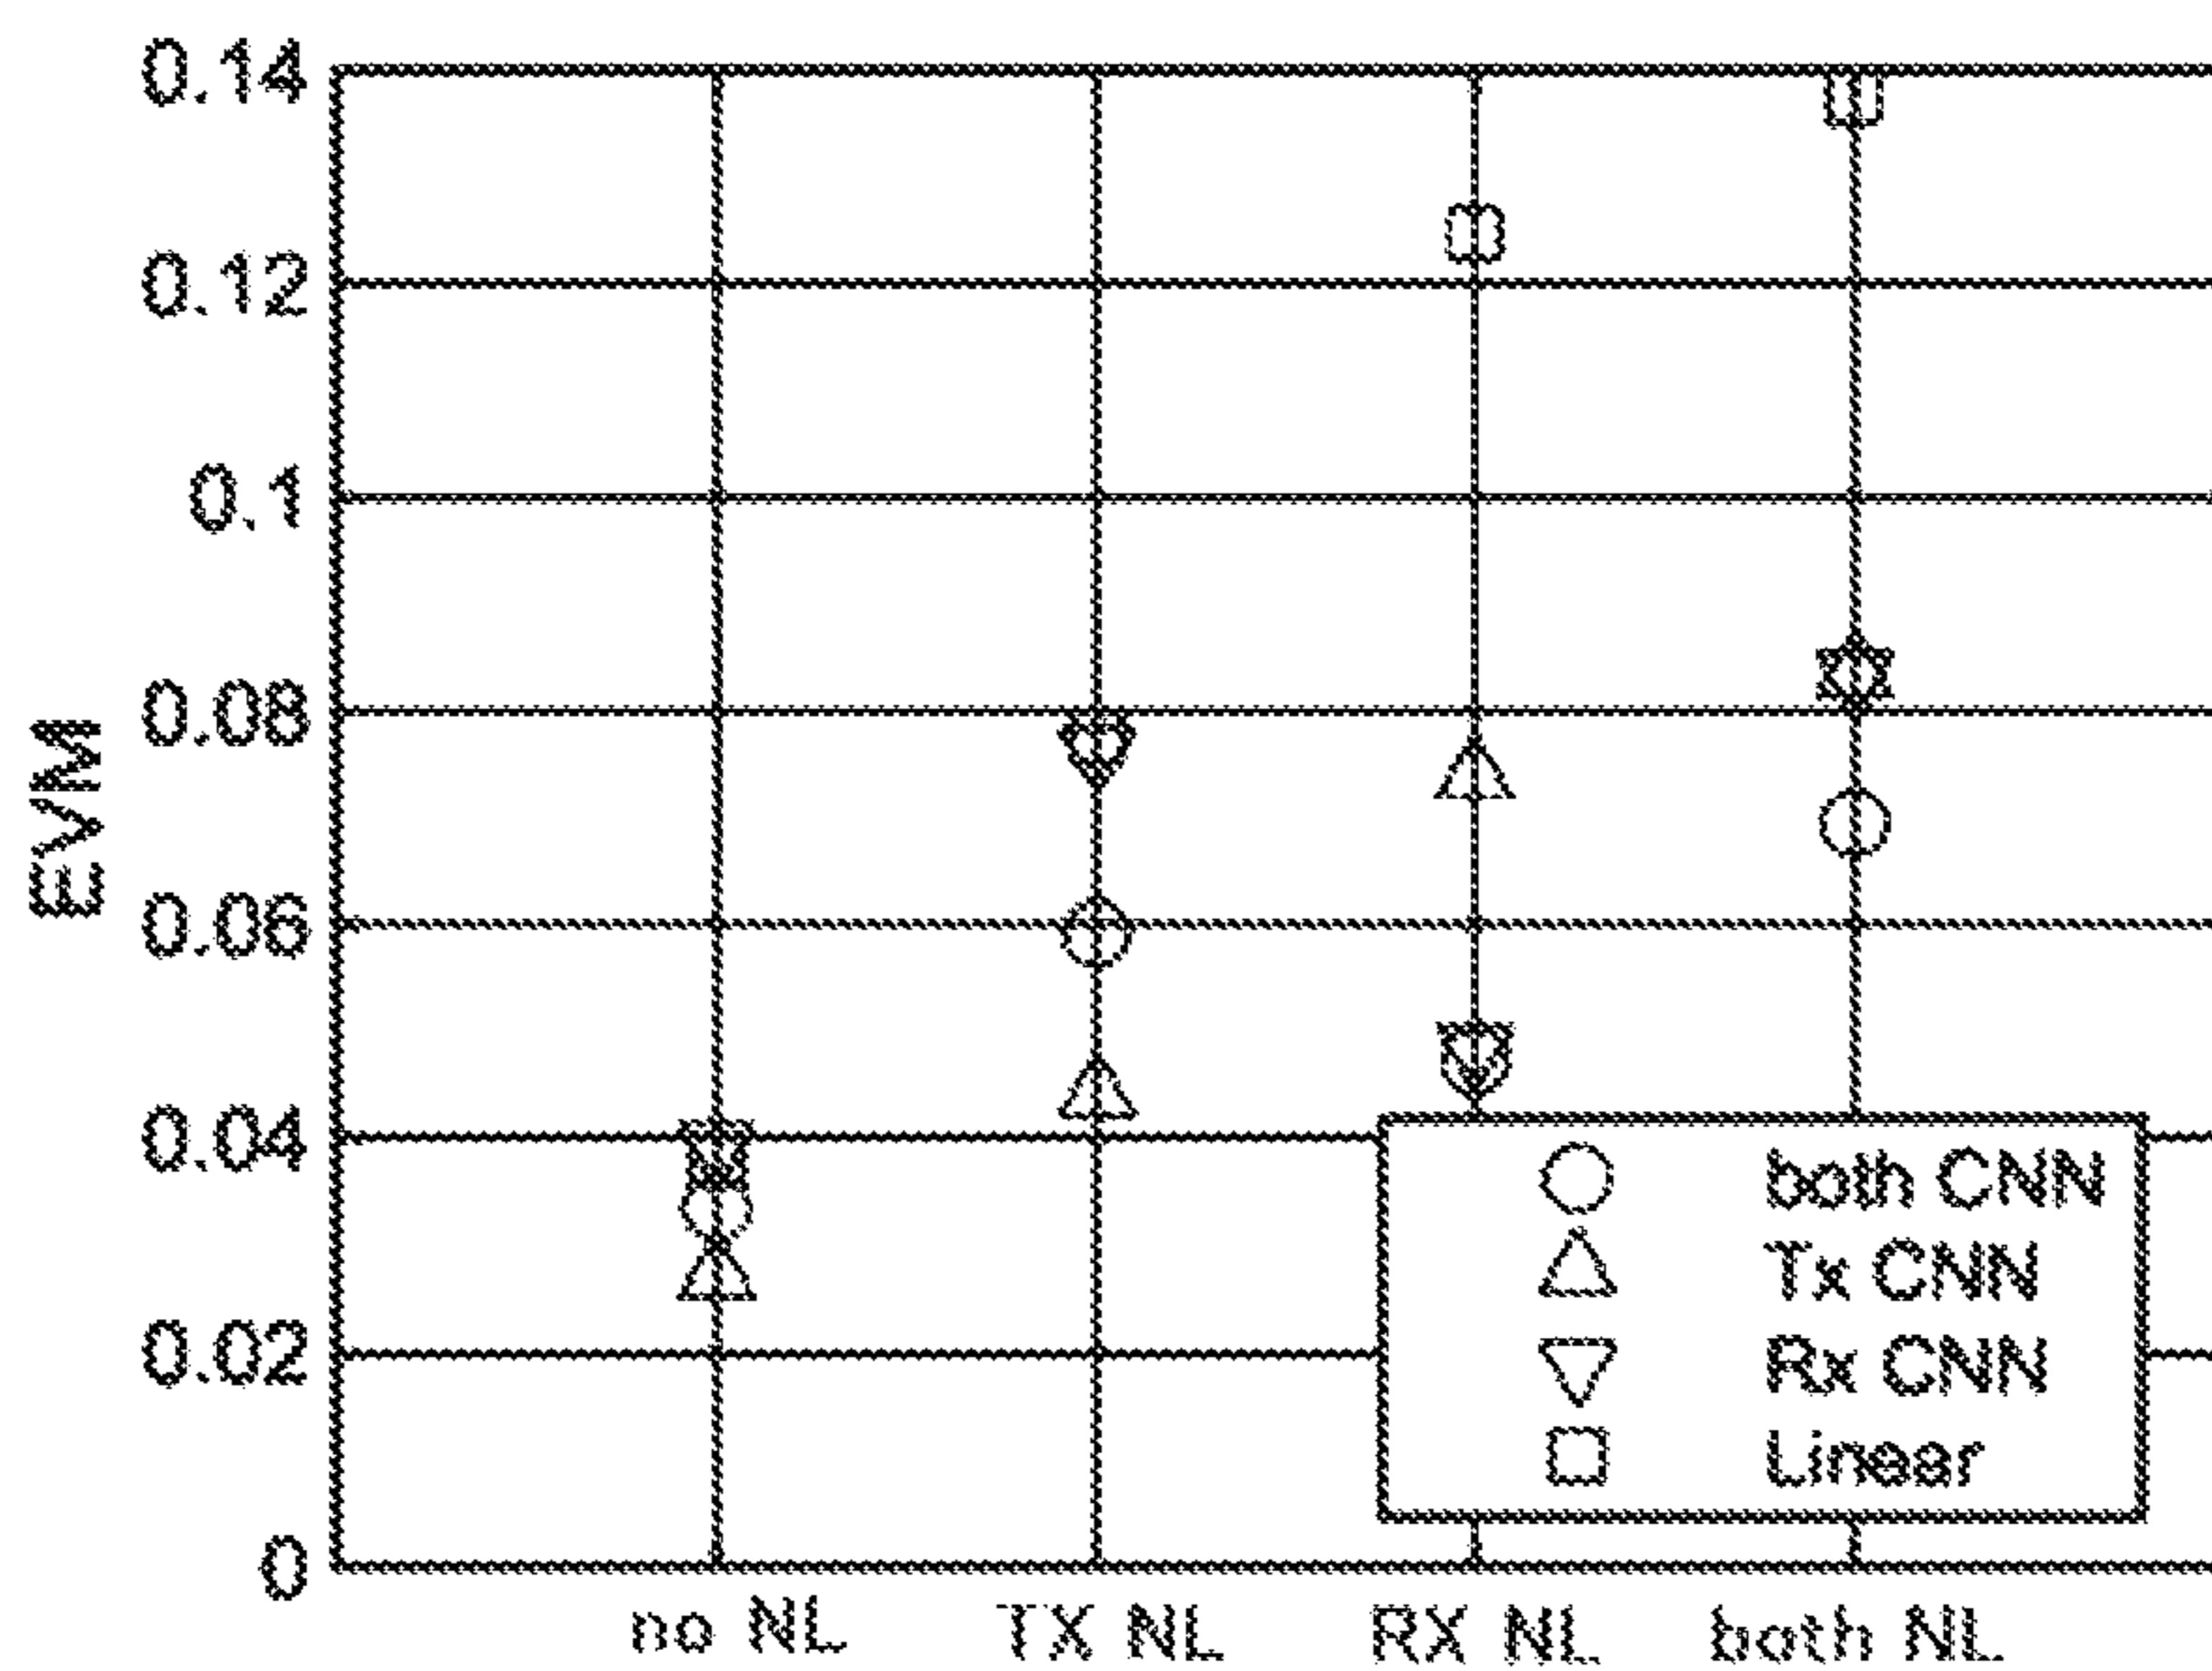 0.14
0.12
0.1
0.08
0.06
0.04
0.02
0
EVM
no NL
TX NL
RX NL
both NL
both CNN
Tx CNN
Rx CNN
Linear